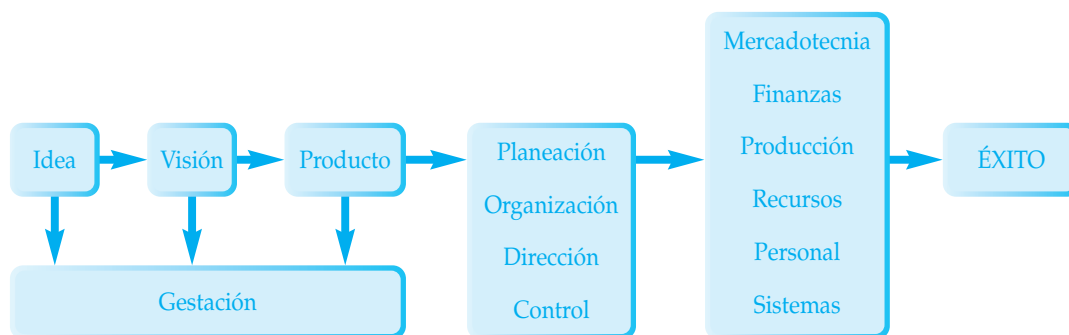 Idea
Visión
Producto
Gestación
Planeación
Organización
Dirección
Control
Mercadotecnia
Finanzas
Producción
Recursos
Personal
Sistemas
ÉXITO